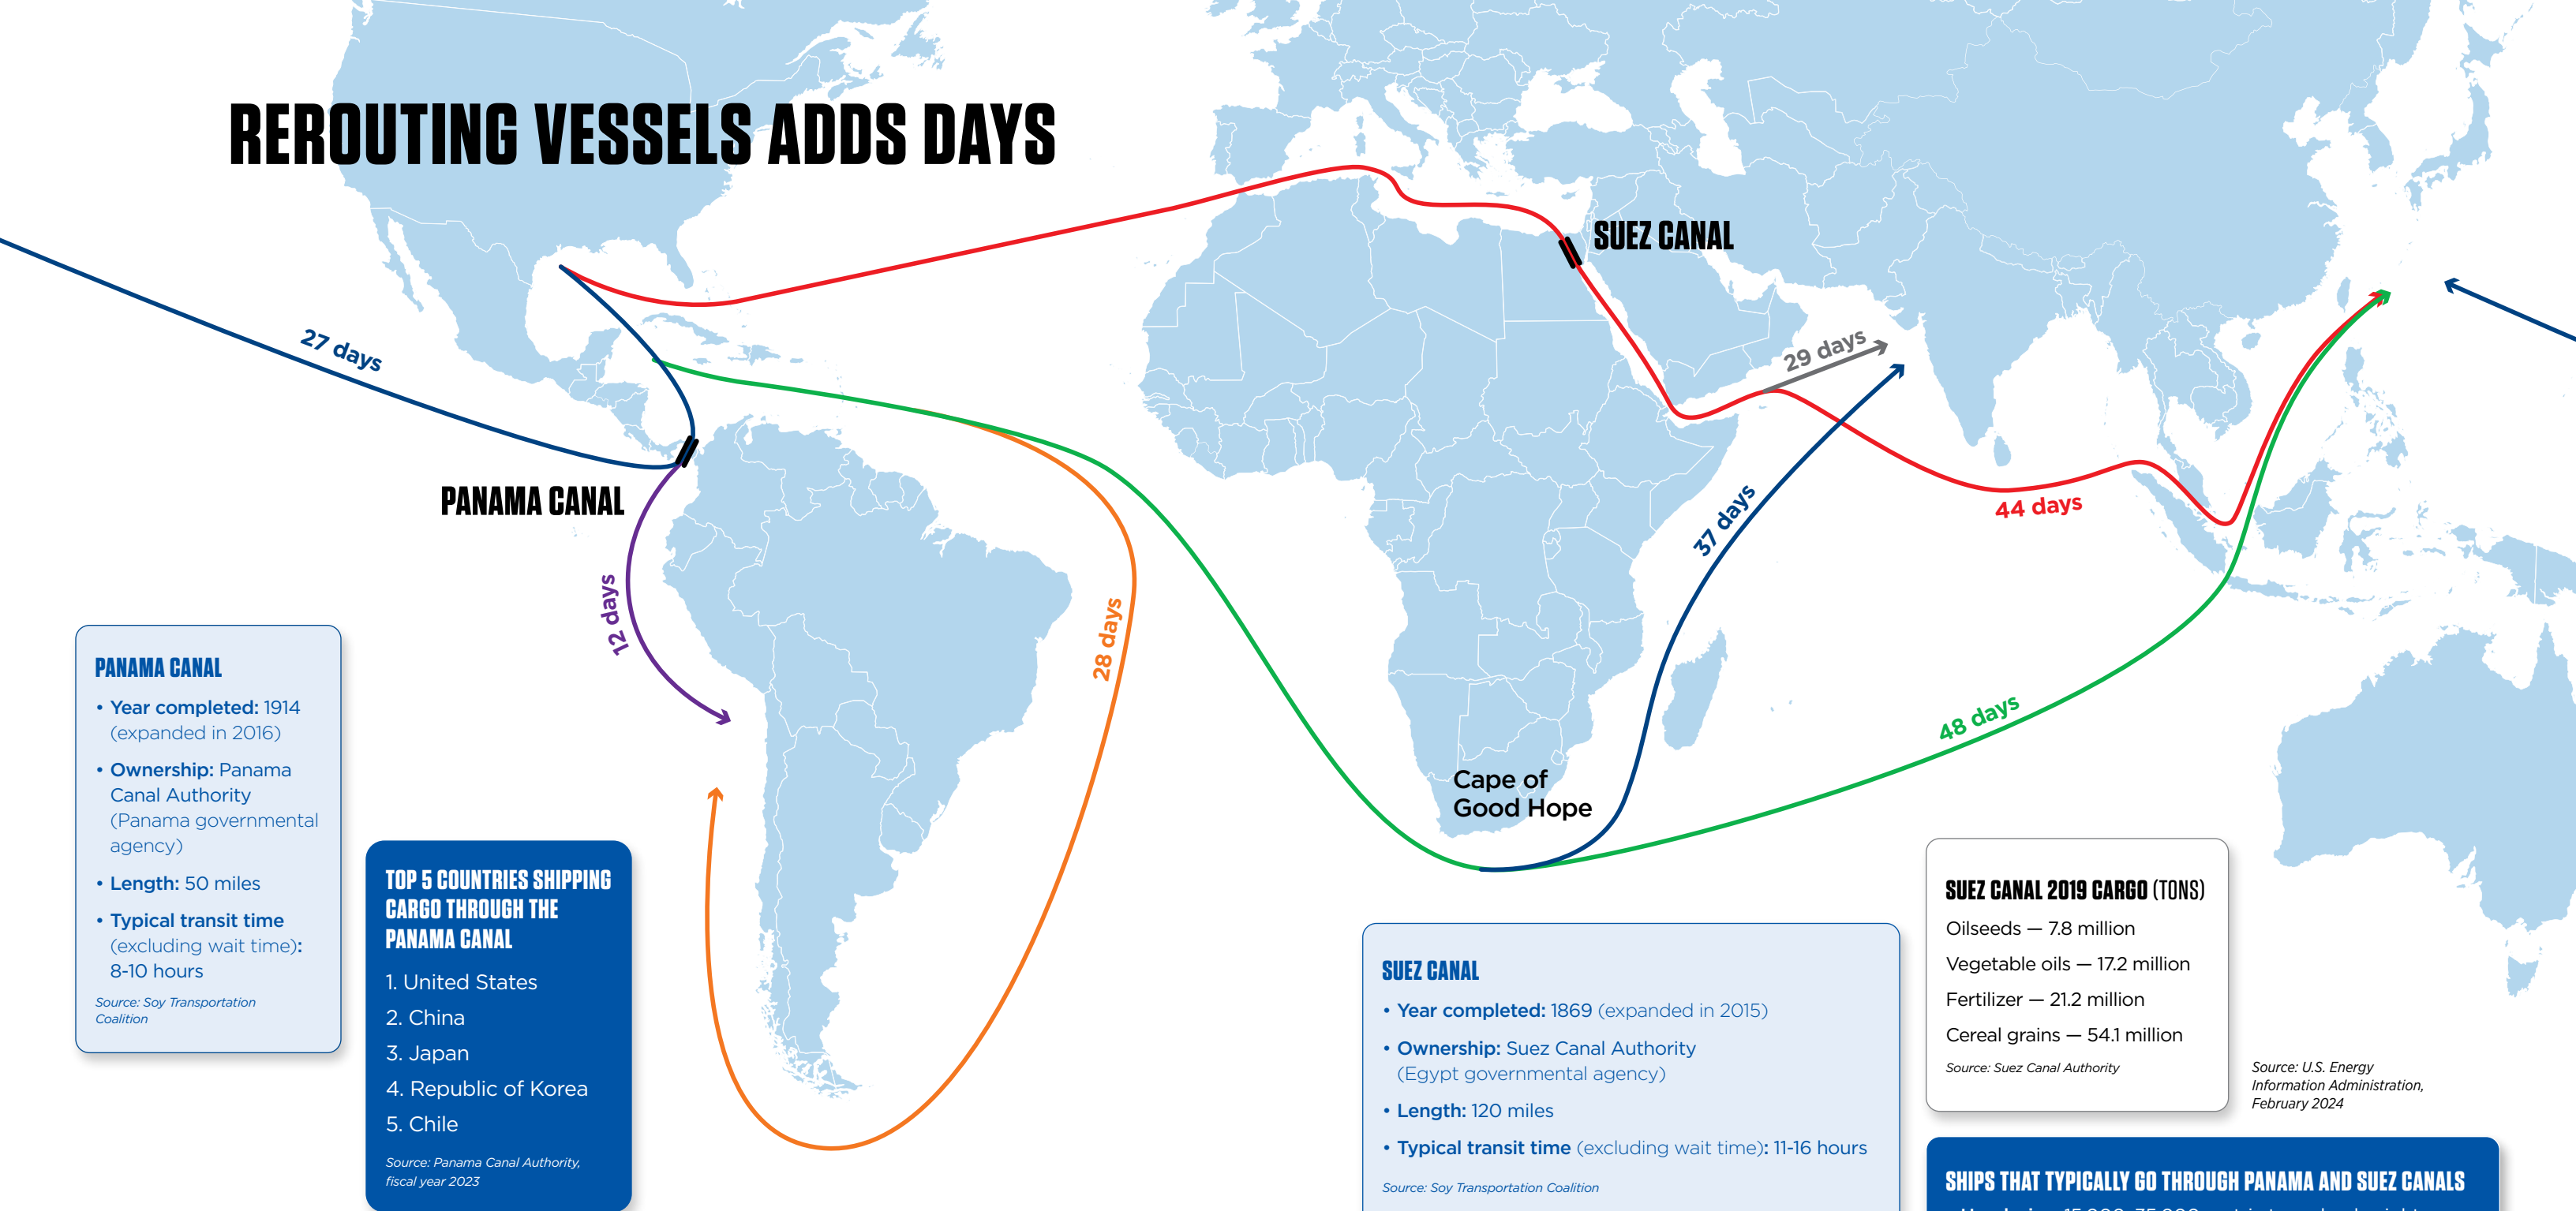 REROUTING VESSELS ADDS DAYS
SUEZ CANAL
27 days
29 days
PANAMA CANAL
44 days
37 days
12 days
28 days
48 days
Cape of
Good Hope
PANAMA CANAL
• Year completed: 1914
(expanded in 2016)
• Ownership: Panama
Canal Authority
(Panama governmental
agency)
• Length: 50 miles
• Typical transit time
(excluding wait time):
8-10 hours
Source: Soy Transportation
Coalition
TOP 5 COUNTRIES SHIPPING
CARGO THROUGH THE
PANAMA CANAL
1. United States
2. China
3. Japan
4. Republic of Korea
5. Chile
Source: Panama Canal Authority,
fiscal year 2023
SUEZ CANAL
• Year completed: 1869 (expanded in 2015)
• Ownership: Suez Canal Authority
(Egypt governmental agency)
• Length: 120 miles
• Typical transit time (excluding wait time): 11-16 hours
Source: Soy Transportation Coalition
SUEZ CANAL 2019 CARGO (TONS)
Oilseeds — 7.8 million
Vegetable oils — 17.2 million
Fertilizer — 21.2 million
Cereal grains — 54.1 million
Source: Suez Canal Authority
Source: U.S. Energy
Information Administration,
February 2024
SHIPS THAT TYPICALLY GO THROUGH PANAMA AND SUEZ CANALS